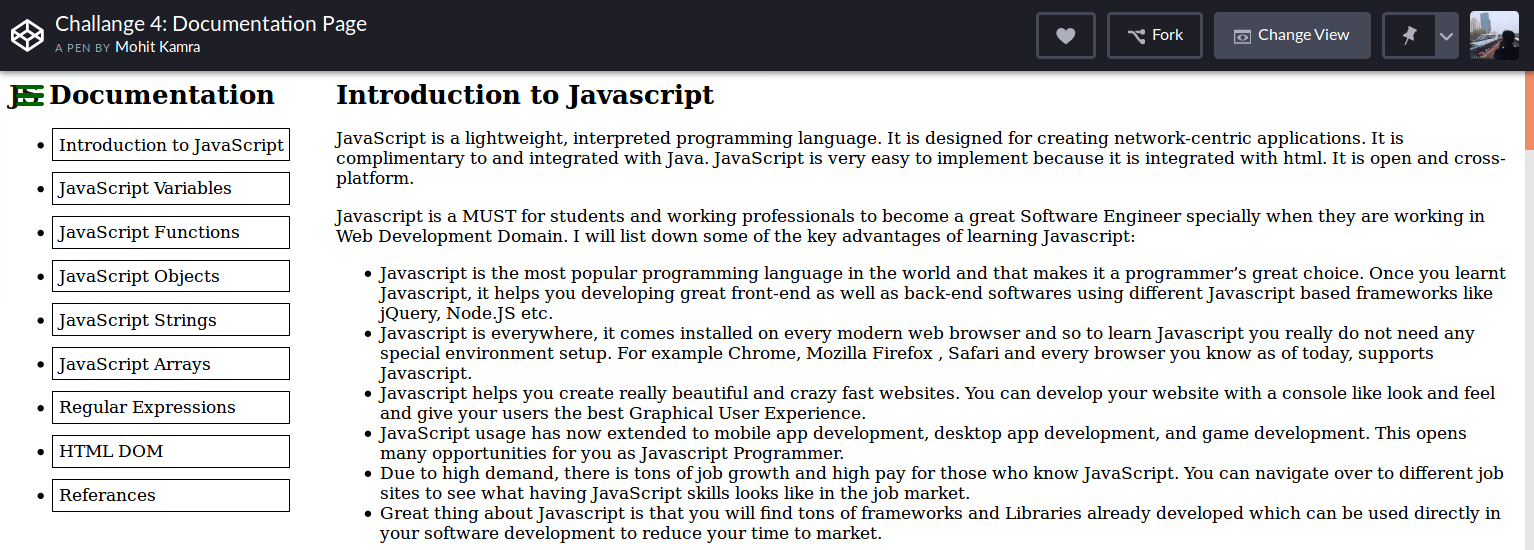 Challange 4: Documentation Page
A PEN BY Mohit Kamra
Fork
Change View
JS Documentation
Introduction to JavaScript
JavaScript Variables
JavaScript Functions
JavaScript Objects
JavaScript Strings
JavaScript Arrays
Regular Expressions
HTML DOM
Referances
Introduction to Javascript
JavaScript is a lightweight, interpreted programming language. It is designed for creating network-centric applications. It is
complimentary to and integrated with Java. JavaScript is very easy to implement because it is integrated with html. It is open and cross-
platform.
Javascript is a MUST for students and working professionals to become a great Software Engineer specially when they are working in
Web Development Domain. I will list down some of the key advantages of learning Javascript:
Javascript is the most popular programming language in the world and that makes it a programmer’s great choice. Once you learnt
Javascript, it helps you developing great front-end as well as back-end softwares using different Javascript based frameworks like
jQuery, Node.JS etc.
Javascript is everywhere, it comes installed on every modern web browser and so to learn Javascript you really do not need any
special environment setup. For example Chrome, Mozilla Firefox , Safari and every browser you know as of today, supports
Javascript.
Javascript helps you create really beautiful and crazy fast websites. You can develop your website with a console like look and feel
and give your users the best Graphical User Experience.
JavaScript usage has now extended to mobile app development, desktop app development, and game development. This opens
many opportunities for you as Javascript Programmer.
Due to high demand, there is tons of job growth and high pay for those who know JavaScript. You can navigate over to different job
sites to see what having JavaScript skills looks like in the job market.
Great thing about Javascript is that you will find tons of frameworks and Libraries already developed which can be used directly in
your software development to reduce your time to market.